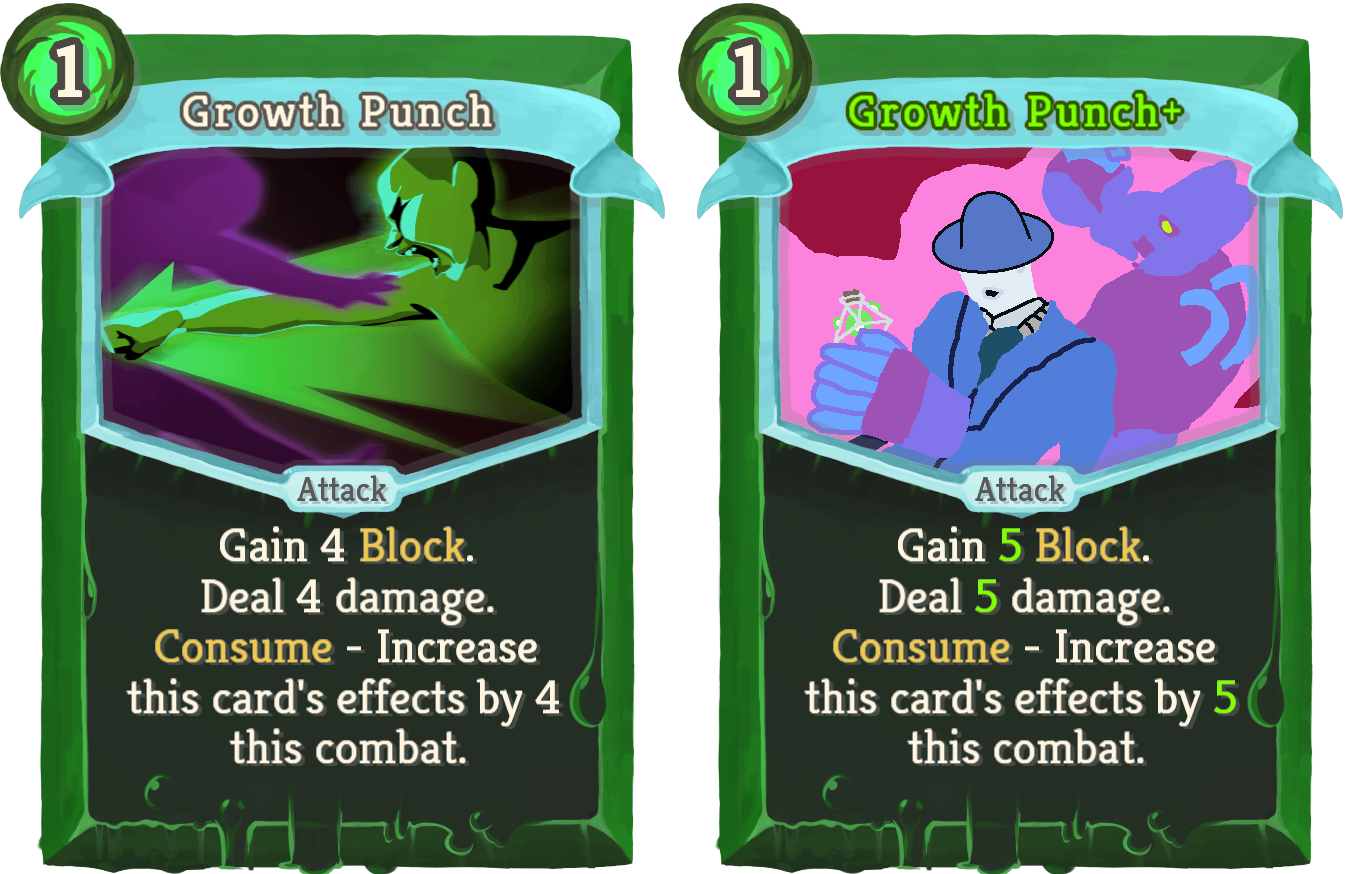 1
Growth Punch
Attack
Gain 4 Block.
Deal 4 damage.
Consume - Increase
this card's effects by 4
this combat.
1
Growth Punch+
Attack
Gain 5 Block.
Deal 5 damage.
Consume - Increase
this card's effects by 5
this combat.